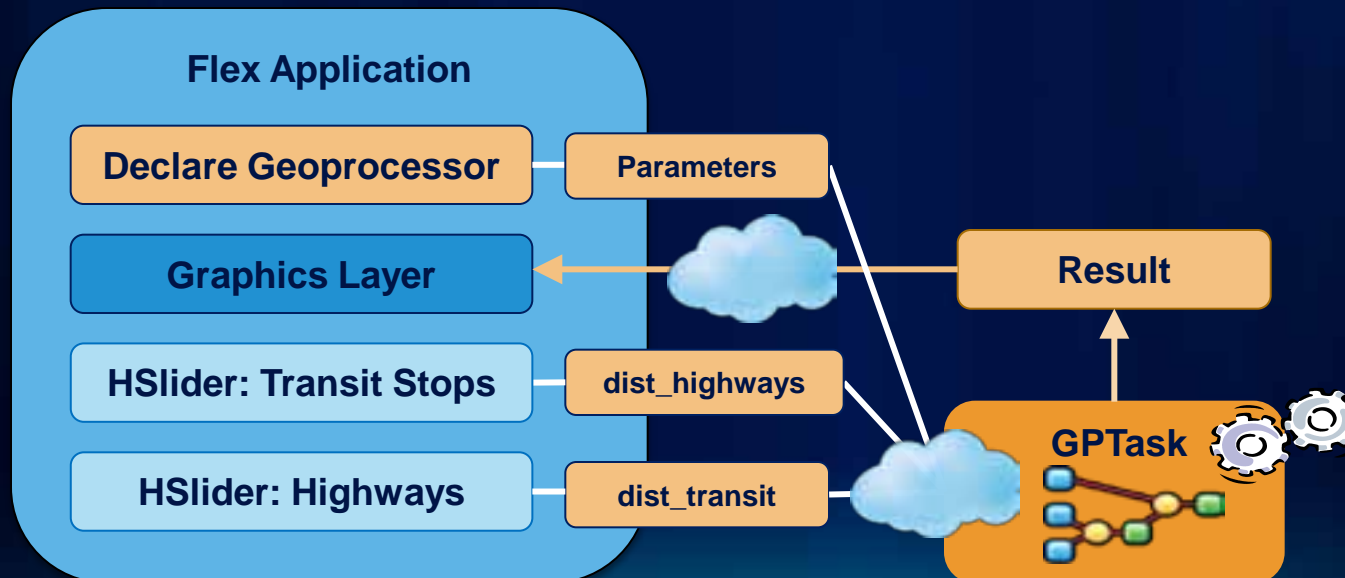 Flex Application
Declare Geoprocessor
Parameters
Graphics Layer
Result
HSlider: Transit Stops
dist_highways
HSlider: Highways
dist_transit
GPTask